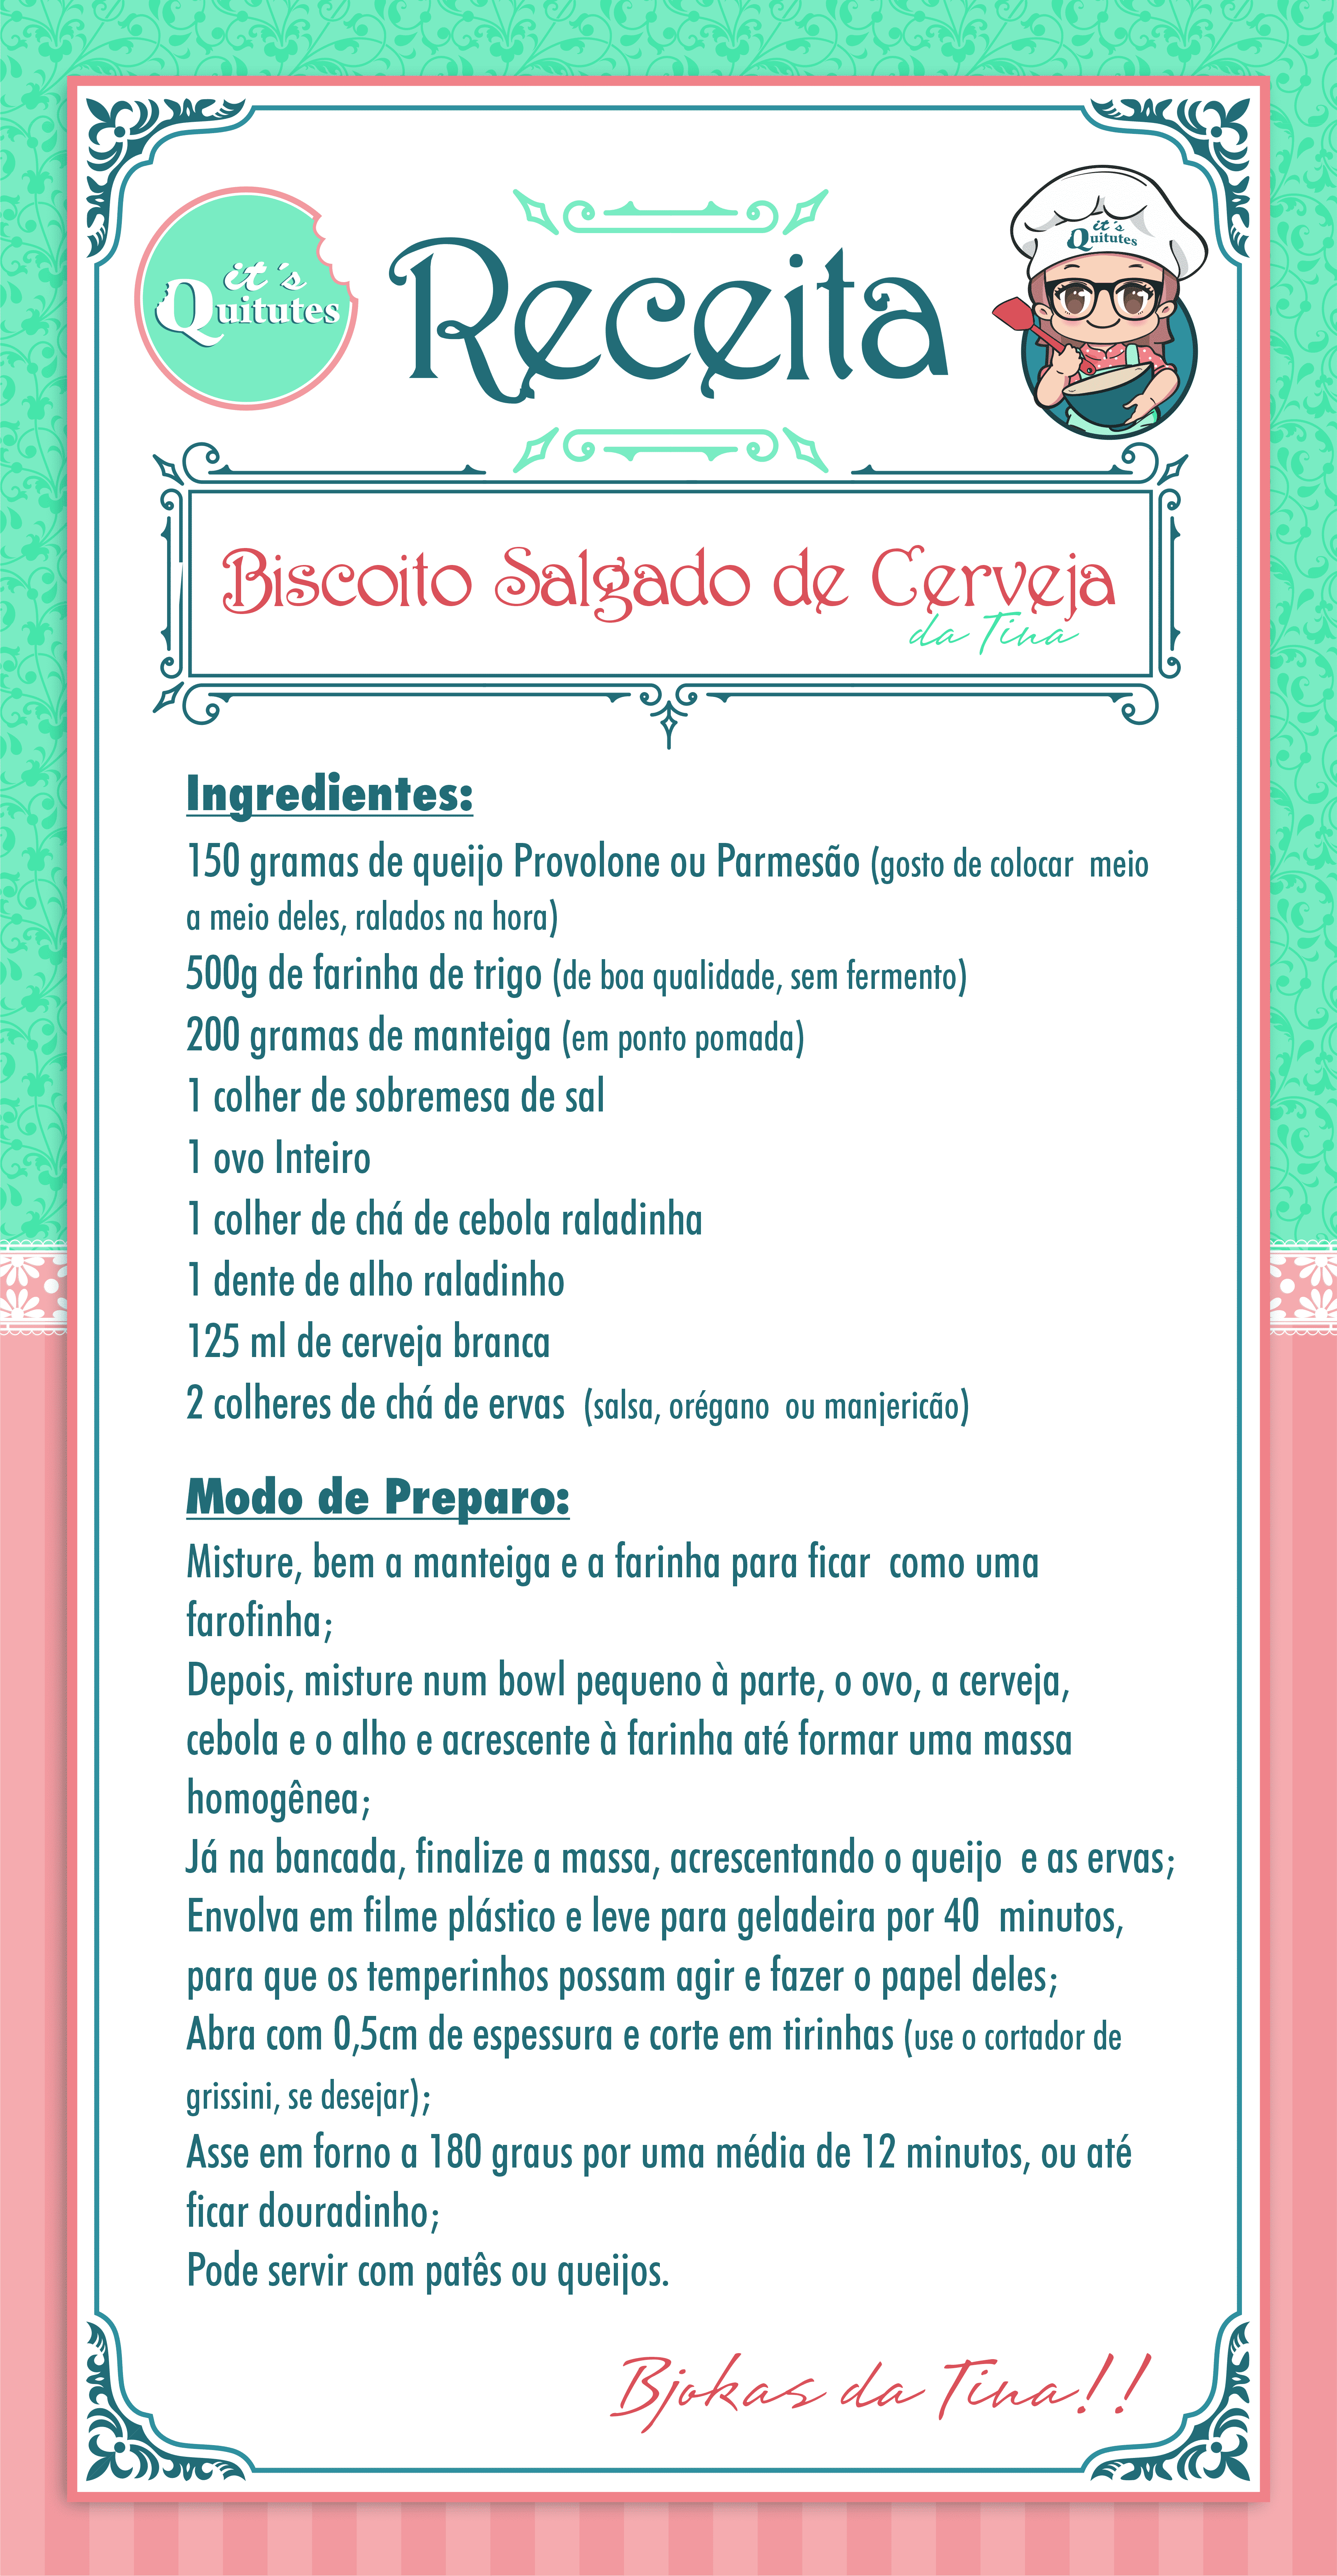 it´s
Quitutes
Receita
it´s
Quitutes
Biscoito Salgado de Cerveja
da Tina
Ingredientes:
150 gramas de queijo Provolone ou Parmesão (gosto de colocar meio
a meio deles, ralados na hora)
500g de farinha de trigo (de boa qualidade, sem fermento)
200 gramas de manteiga (em ponto pomada)
1 colher de sobremesa de sal
1 ovo Inteiro
1 colher de chá de cebola raladinha
1 dente de alho raladinho
125 ml de cerveja branca
2 colheres de chá de ervas (salsa, orégano ou manjericão)
Modo de Preparo:
Misture, bem a manteiga e a farinha para ficar como uma
farofinha;
Depois, misture num bowl pequeno à parte, o ovo, a cerveja,
cebola e o alho e acrescente à farinha até formar uma massa
homogênea;
Já na bancada, finalize a massa, acrescentando o queijo e as ervas;
Envolva em filme plástico e leve para geladeira por 40 minutos,
para que os temperinhos possam agir e fazer o papel deles;
Abra com 0,5cm de espessura e corte em tirinhas (use o cortador de
grissini, se desejar);
Asse em forno a 180 graus por uma média de 12 minutos, ou até
ficar douradinho;
Pode servir com patês ou queijos.
Bjokas da Tina!!